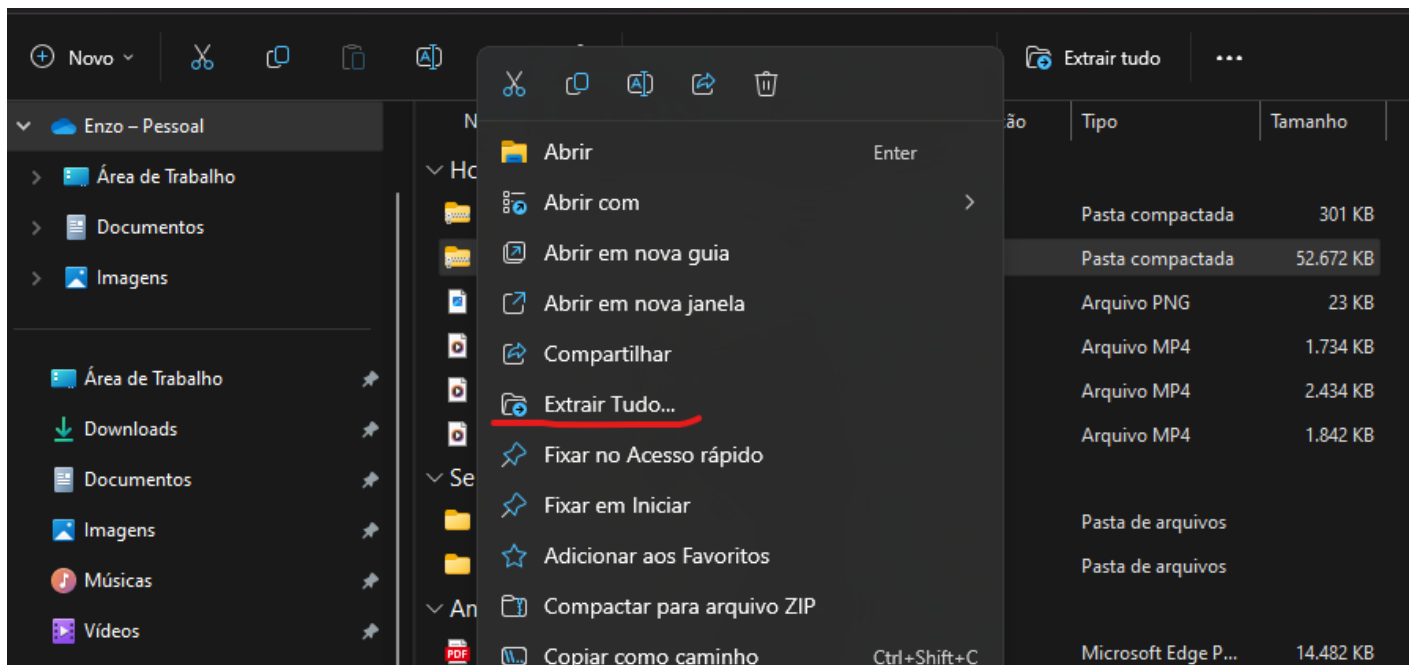 Novo
Extrair tudo
Enzo – Pessoal
Área de Trabalho
Documentos
Imagens
Área de Trabalho
Downloads
Documentos
Imagens
Músicas
Vídeos
Tipo
Tamanho
Pasta compactada 301 KB
Pasta compactada 52.672 KB
Arquivo PNG 23 KB
Arquivo MP4 1.734 KB
Arquivo MP4 2.434 KB
Arquivo MP4 1.842 KB
Pasta de arquivos
Pasta de arquivos
Microsoft Edge P... 14.482 KB
PDF
Abrir Enter
Abrir com
Abrir em nova guia
Abrir em nova janela
Compartilhar
Extrair Tudo...
Fixar no Acesso rápido
Fixar em Iniciar
Adicionar aos Favoritos
Compactar para arquivo ZIP
Copiar como caminho Ctrl+Shift+C